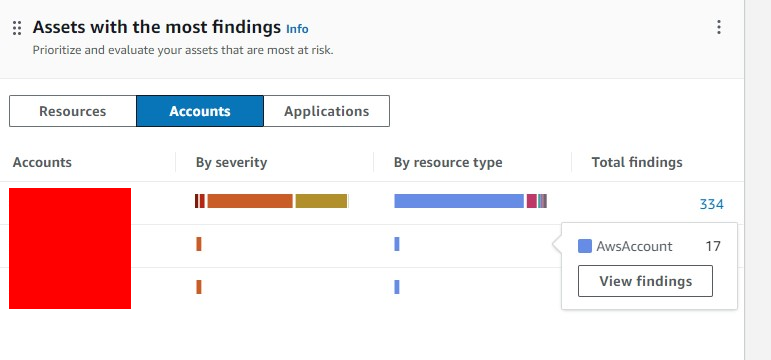 Assets with the most findings Info
Prioritize and evaluate your assets that are most at risk.
Resources Accounts Applications
Accounts By severity By resource type Total findings
334
AwsAccount 17
View findings